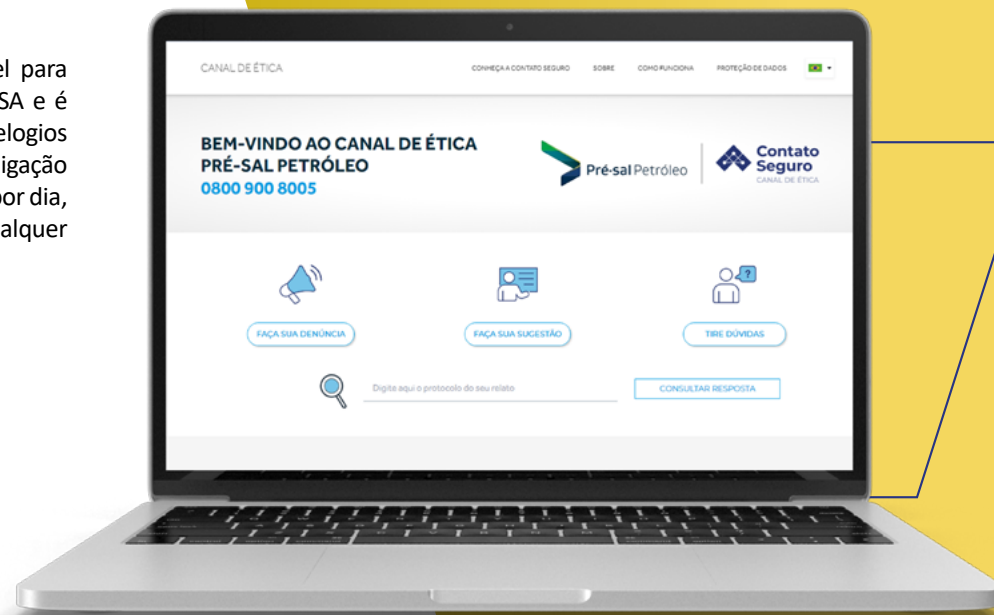 el para
SA e é
elogios
igação
por dia,
alquer
CANAL DE ÉTICA
CONHEÇA A CONTATO SEGURO
SOBRE
COMO FUNCIONA
PROTEÇÃO DE DADOS
BEM-VINDO AO CANAL DE ÉTICA
PRÉ-SAL PETRÓLEO
0800 900 8005
Pré-sal Petróleo
Contato
Seguro
CANAL DE ÉTICA
FAÇA SUA DENÚNCIA
FAÇA SUA SUGESTÃO
TIRE DÚVIDAS
?
Digite aqui o protocolo do seu relato
CONSULTAR RESPOSTA